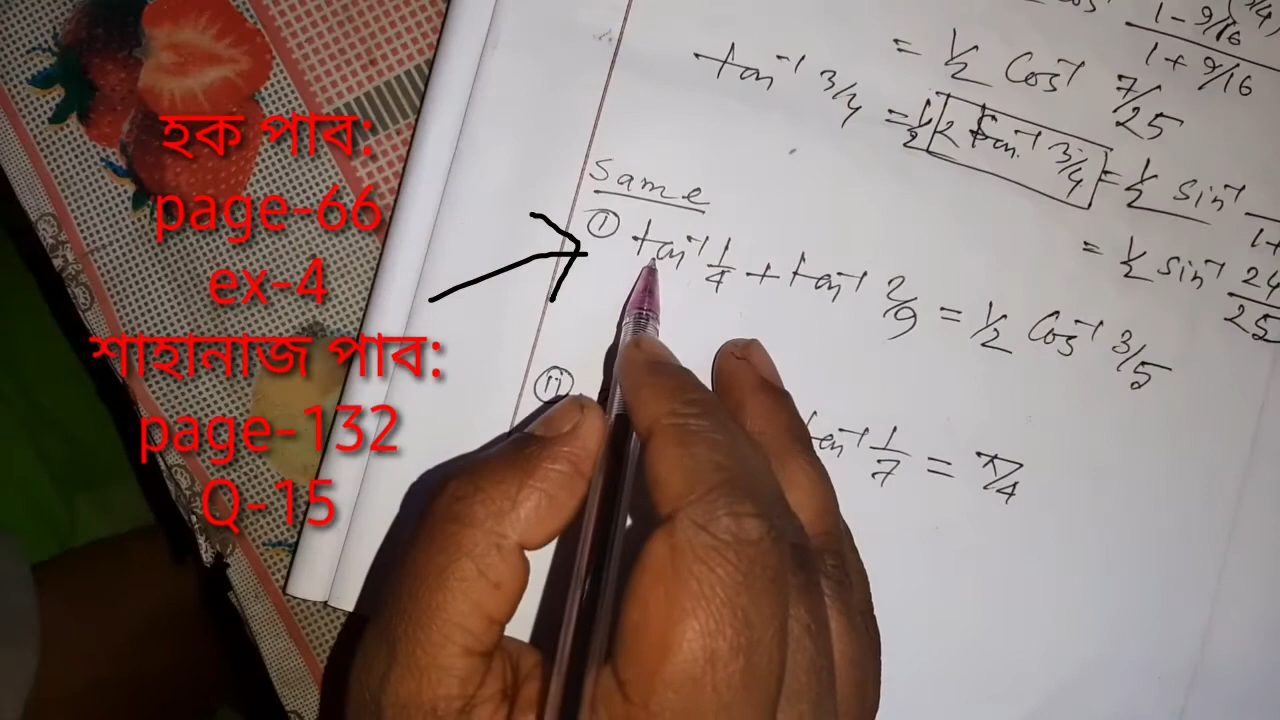 হক পাব:
page-66
ex-4
শাহানাজ পাব:
page-132
Q-15
1 - 9/16
1 + 9/16
= 1/2 Cos⁻¹ 7/25
tan⁻¹ 3/4 = 1/2 2 tan⁻¹ 3/4 = 1/2 sin⁻¹
= 1/2 sin⁻¹ 24/25
Same
(i) tan⁻¹ 1/4 + tan⁻¹ 2/9 = 1/2 Cos⁻¹ 3/5
(ii) tan⁻¹ 1/7 = π/4